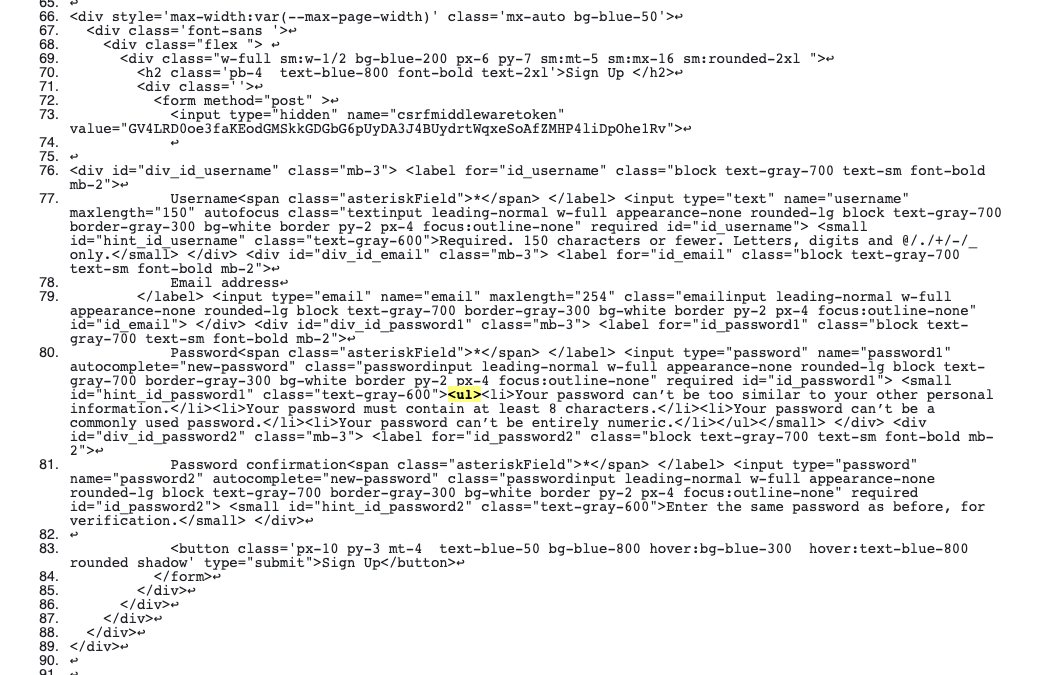 65.
66. <div style='max-width:var(--max-page-width)' class='mx-auto bg-blue-50'>↩
67. <div class='font-sans '>↩
68. <div class="flex "> ↩
69. <div class="w-full sm:w-1/2 bg-blue-200 px-6 py-7 sm:mt-5 sm:mx-16 sm:rounded-2xl ">↩
70. <h2 class='pb-4  text-blue-800 font-bold text-2xl'>Sign Up </h2>↩
71. <div class=''>↩
72. <form method="post" >↩
73. <input type="hidden" name="csrfmiddlewaretoken"
value="GV4LRD0oe3faKEodGMSkkGDGbG6pUyDA3J4BUydrtWqxeSoAfZMHP4liDpOhe1Rv">↩
74. ↩
75. ↩
76. <div id="div_id_username" class="mb-3"> <label for="id_username" class="block text-gray-700 text-sm font-bold
mb-2">↩
77. Username<span class="asteriskField">*</span> </label> <input type="text" name="username"
maxlength="150" autofocus class="textinput leading-normal w-full appearance-none rounded-lg block text-gray-700
border-gray-300 bg-white border py-2 px-4 focus:outline-none" required id="id_username"> <small
id="hint_id_username" class="text-gray-600">Required. 150 characters or fewer. Letters, digits and @/./+/-/_
only.</small> </div> <div id="div_id_email" class="mb-3"> <label for="id_email" class="block text-gray-700
text-sm font-bold mb-2">↩
78. Email address↩
79. </label> <input type="email" name="email" maxlength="254" class="emailinput leading-normal w-full
appearance-none rounded-lg block text-gray-700 border-gray-300 bg-white border py-2 px-4 focus:outline-none"
id="id_email"> </div> <div id="div_id_password1" class="mb-3"> <label for="id_password1" class="block text-
gray-700 text-sm font-bold mb-2">↩
80. Password<span class="asteriskField">*</span> </label> <input type="password" name="password1"
autocomplete="new-password" class="passwordinput leading-normal w-full appearance-none rounded-lg block text-
gray-700 border-gray-300 bg-white border py-2 px-4 focus:outline-none" required id="id_password1"> <small
id="hint_id_password1" class="text-gray-600"><ul><li>Your password can’t be too similar to your other personal
information.</li><li>Your password must contain at least 8 characters.</li><li>Your password can’t be a
commonly used password.</li><li>Your password can’t be entirely numeric.</li></ul></small> </div> <div
id="div_id_password2" class="mb-3"> <label for="id_password2" class="block text-gray-700 text-sm font-bold mb-
2">↩
81. Password confirmation<span class="asteriskField">*</span> </label> <input type="password"
name="password2" autocomplete="new-password" class="passwordinput leading-normal w-full appearance-none
rounded-lg block text-gray-700 border-gray-300 bg-white border py-2 px-4 focus:outline-none" required
id="id_password2"> <small id="hint_id_password2" class="text-gray-600">Enter the same password as before, for
verification.</small> </div>↩
82. ↩
83. <button class='px-10 py-3 mt-4  text-blue-50 bg-blue-800 hover:bg-blue-300  hover:text-blue-800
rounded shadow' type="submit">Sign Up</button>↩
84. </form>↩
85. </div>↩
86. </div>↩
87. </div>↩
88. </div>↩
89. </div>↩
90. ↩
91. ↩